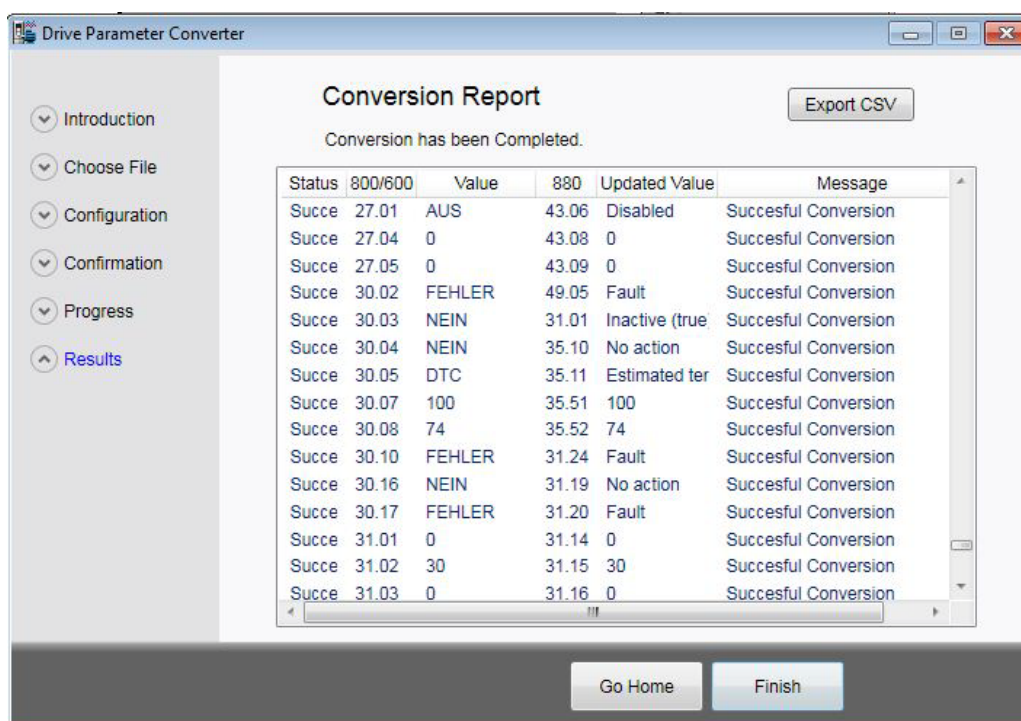 Drive Parameter Converter
Introduction
Choose File
Configuration
Confirmation
Progress
Results
Conversion Report
Export CSV
Conversion has been Completed.
Status 800/600 Value 880 Updated Value Message
Succe 27.01 AUS 43.06 Disabled Succesful Conversion
Succe 27.04 0 43.08 0 Succesful Conversion
Succe 27.05 0 43.09 0 Succesful Conversion
Succe 30.02 FEHLER 49.05 Fault Succesful Conversion
Succe 30.03 NEIN 31.01 Inactive (true) Succesful Conversion
Succe 30.04 NEIN 35.10 No action Succesful Conversion
Succe 30.05 DTC 35.11 Estimated ter Succesful Conversion
Succe 30.07 100 35.51 100 Succesful Conversion
Succe 30.08 74 35.52 74 Succesful Conversion
Succe 30.10 FEHLER 31.24 Fault Succesful Conversion
Succe 30.16 NEIN 31.19 No action Succesful Conversion
Succe 30.17 FEHLER 31.20 Fault Succesful Conversion
Succe 31.01 0 31.14 0 Succesful Conversion
Succe 31.02 30 31.15 30 Succesful Conversion
Succe 31.03 0 31.16 0 Succesful Conversion
Go Home Finish